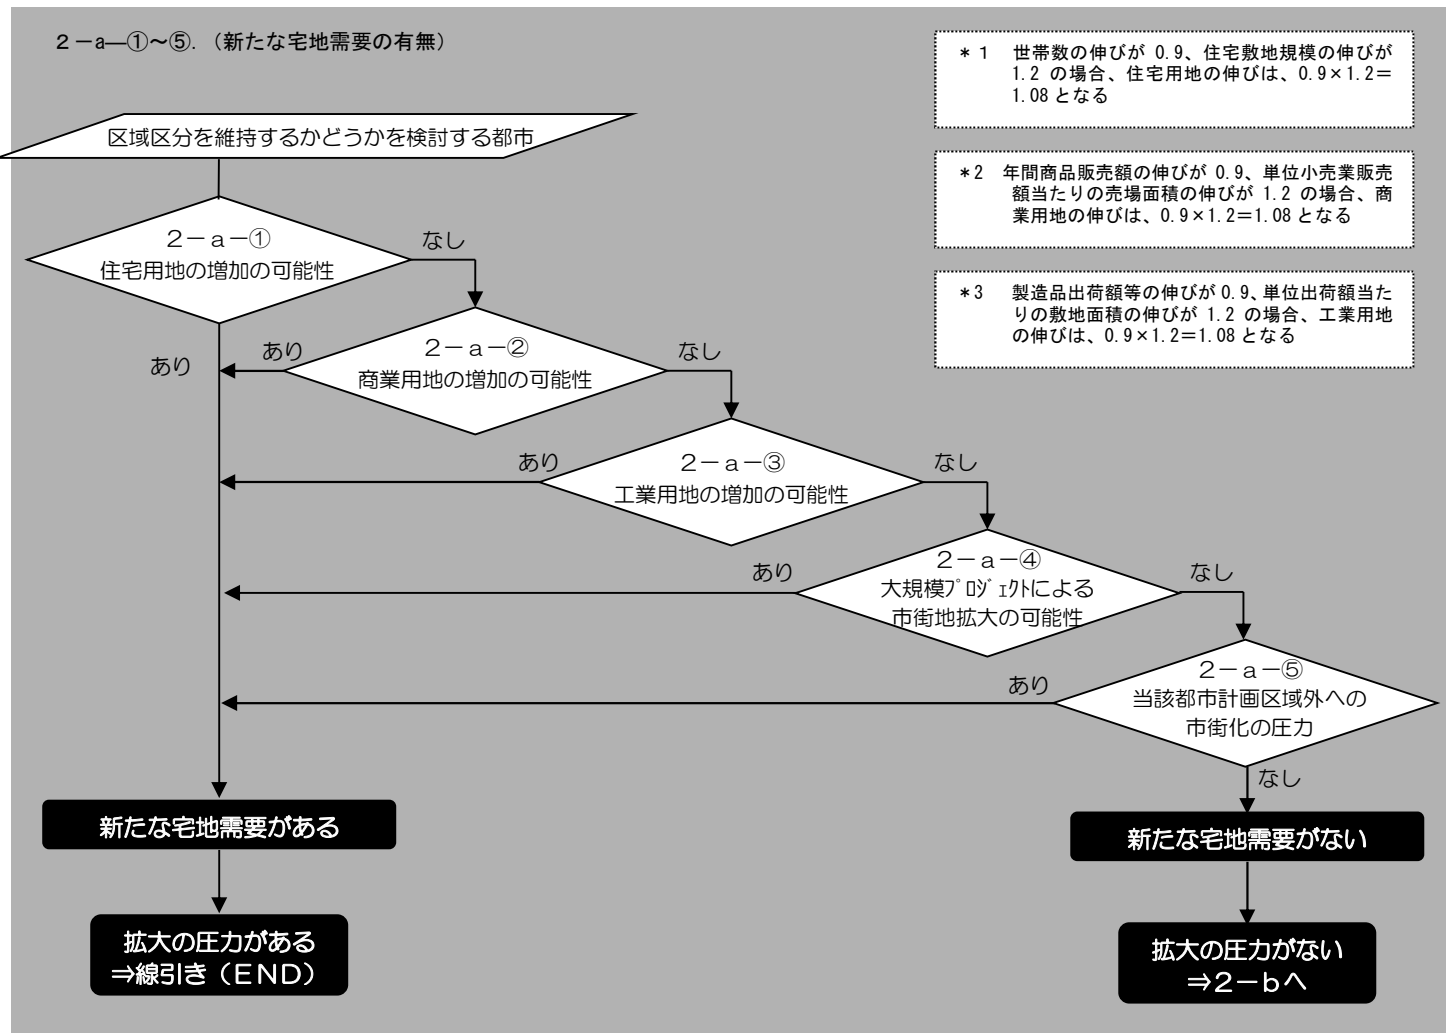 ２－a―①～⑤.（新たな宅地需要の有無）
＊１　世帯数の伸びが 0.9、住宅敷地規模の伸びが
1.2 の場合、住宅用地の伸びは、0.9×1.2＝
1.08 となる
＊2　年間商品販売額の伸びが 0.9、単位小売業販売
額当たりの売場面積の伸びが 1.2 の場合、商
業用地の伸びは、0.9×1.2＝1.08 となる
＊3　製造品出荷額等の伸びが 0.9、単位出荷額当た
りの敷地面積の伸びが 1.2 の場合、工業用地
の伸びは、0.9×1.2＝1.08 となる
区域区分を維持するかどうかを検討する都市
２－ａ－①
住宅用地の増加の可能性
なし
あり
２－ａ－②
商業用地の増加の可能性
あり
なし
２－ａ－③
工業用地の増加の可能性
あり
なし
２－ａ－④
大規模ﾌﾟﾛｼﾞｪｸﾄによる
市街地拡大の可能性
あり
なし
２－ａ－⑤
当該都市計画区域外への
市街化の圧力
あり
なし
新たな宅地需要がある
新たな宅地需要がない
拡大の圧力がある
⇒線引き（ＥＮＤ）
拡大の圧力がない
⇒２－ｂへ